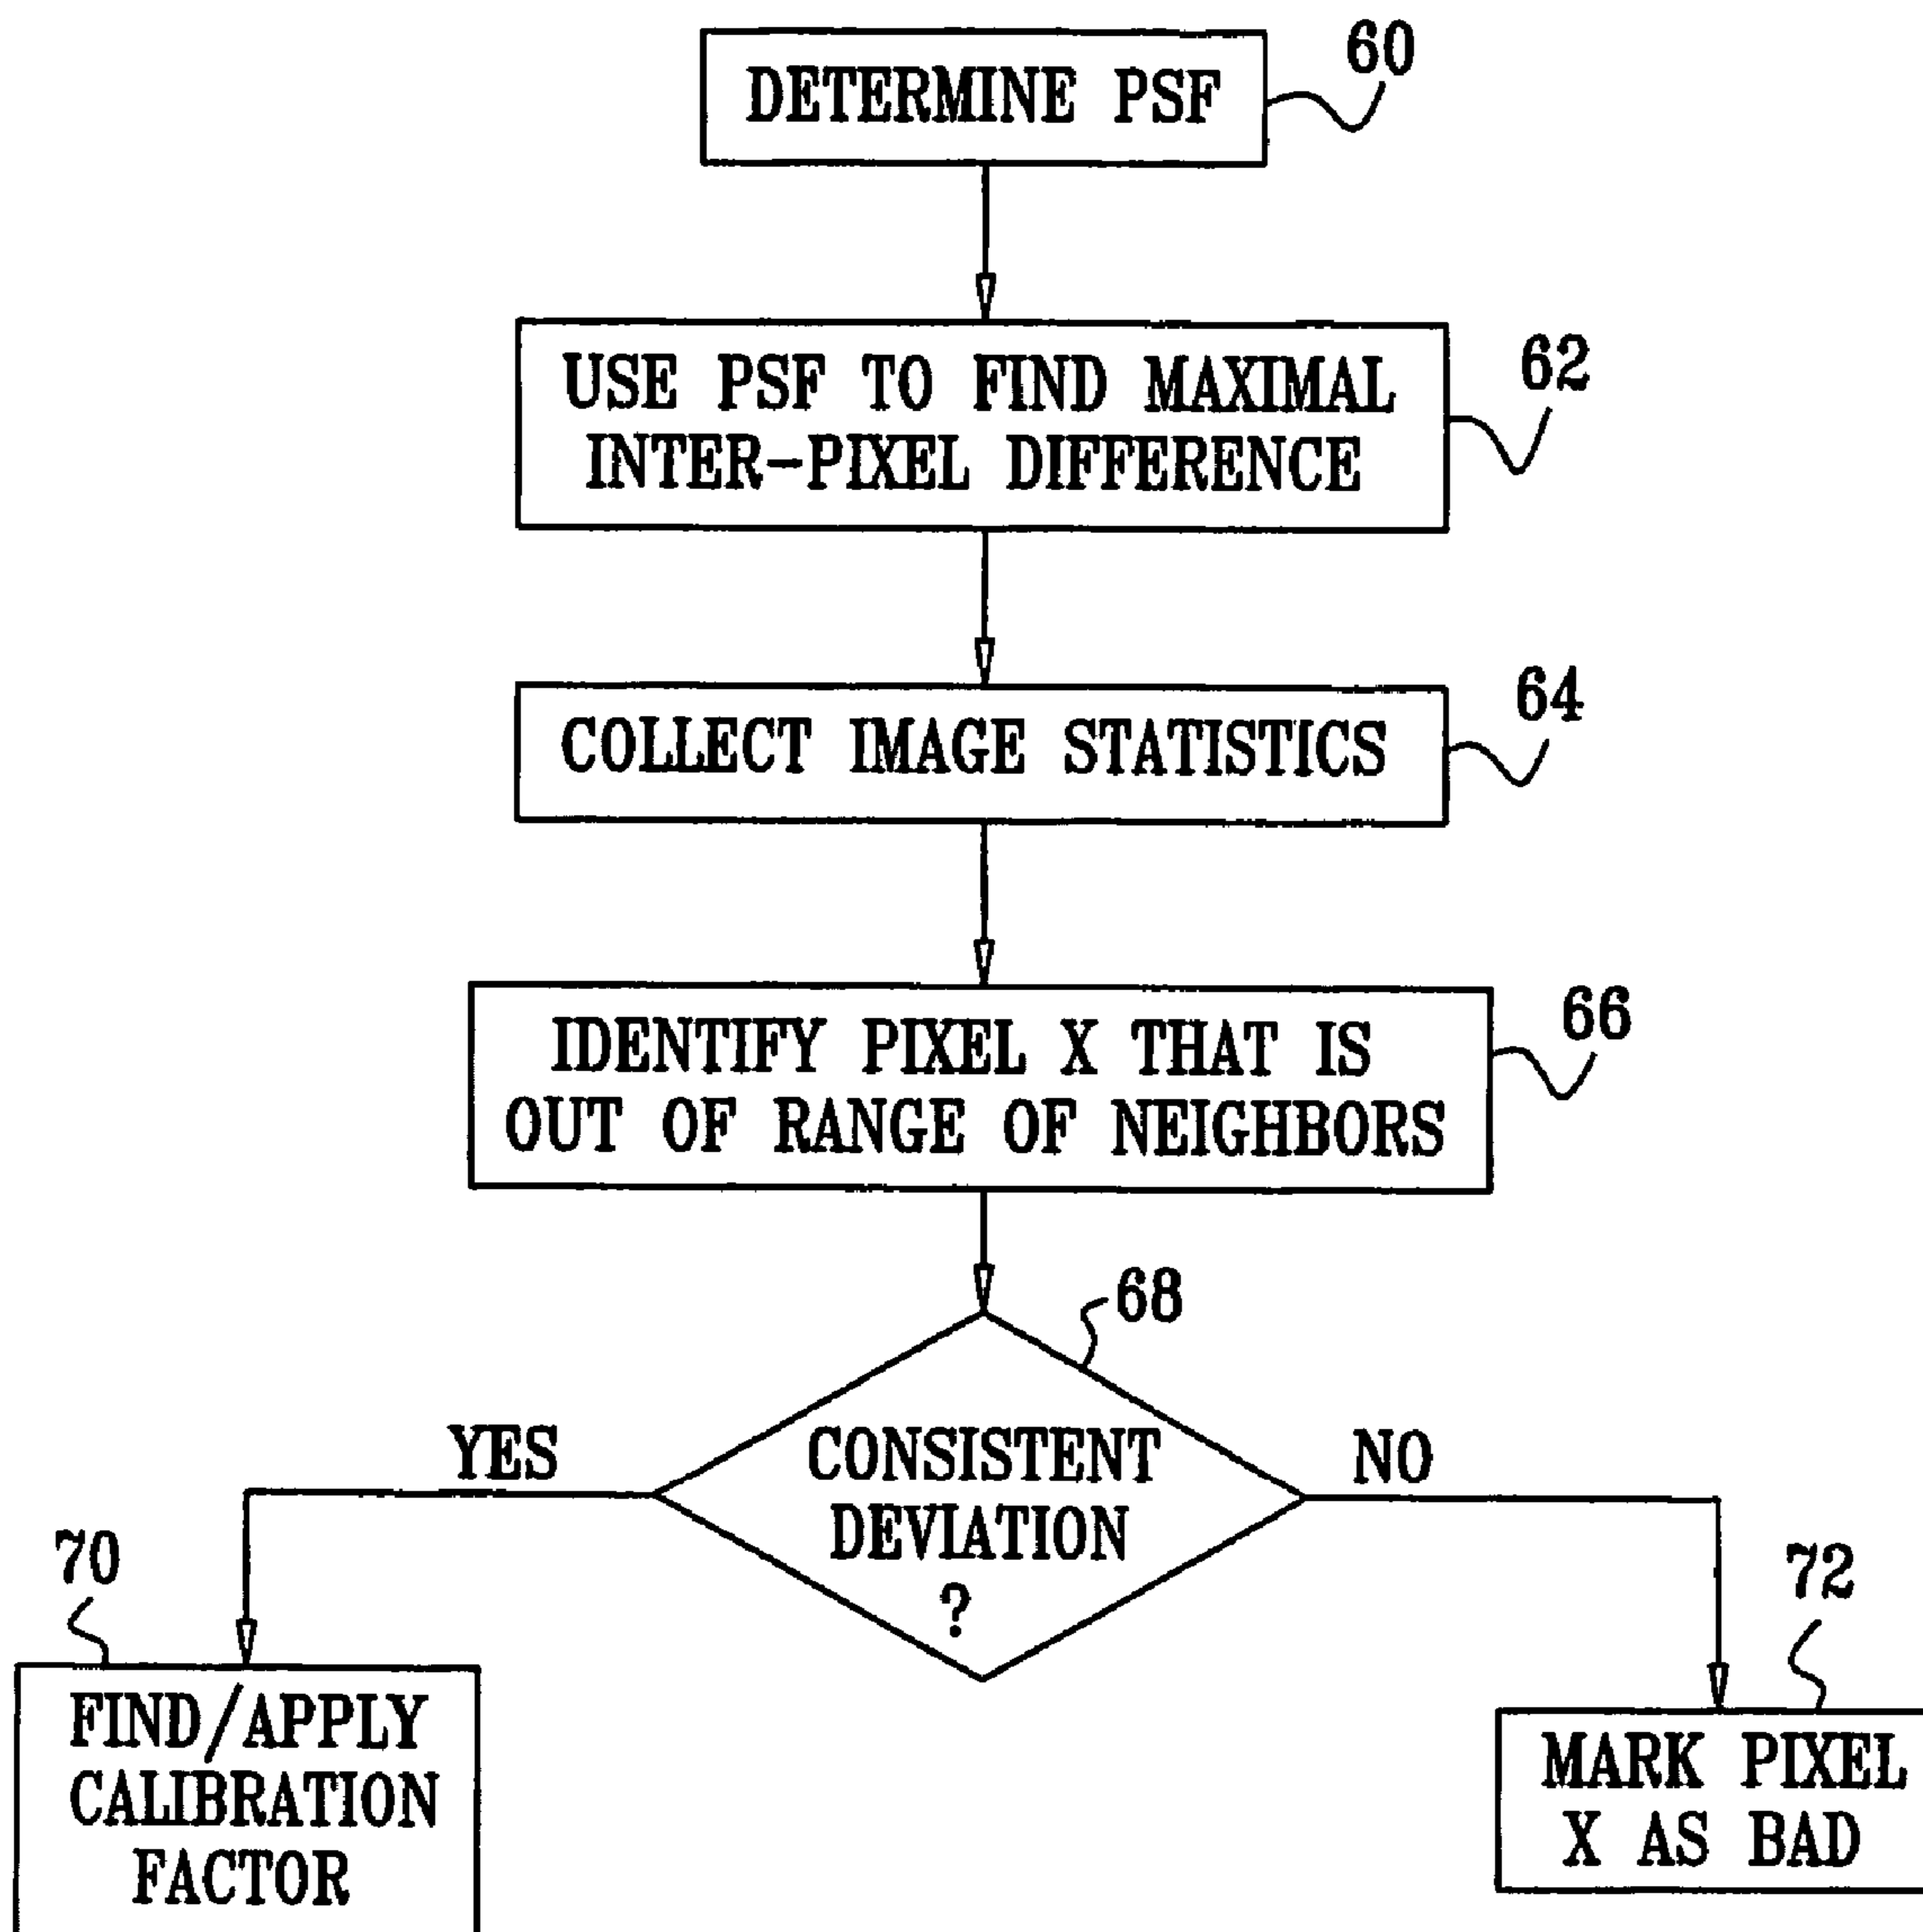 DETERMINE PSF
60
USE PSF TO FIND MAXIMAL
INTER-PIXEL DIFFERENCE
62
COLLECT IMAGE STATISTICS
64
IDENTIFY PIXEL X THAT IS
OUT OF RANGE OF NEIGHBORS
66
68
CONSISTENT
DEVIATION
?
YES
NO
70
FIND/APPLY
CALIBRATION
FACTOR
72
MARK PIXEL
X AS BAD